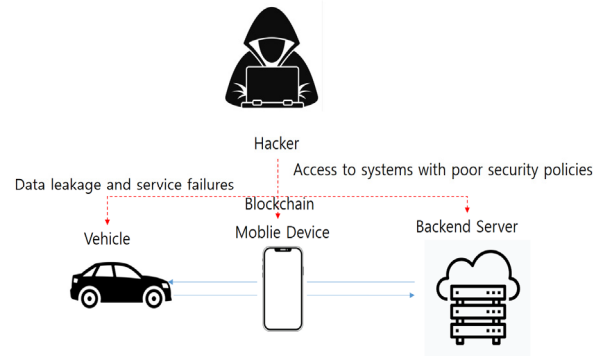 Hacker
Access to systems with poor security policies
Data leakage and service failures
Blockchain
Vehicle
Moblie Device
Backend Server